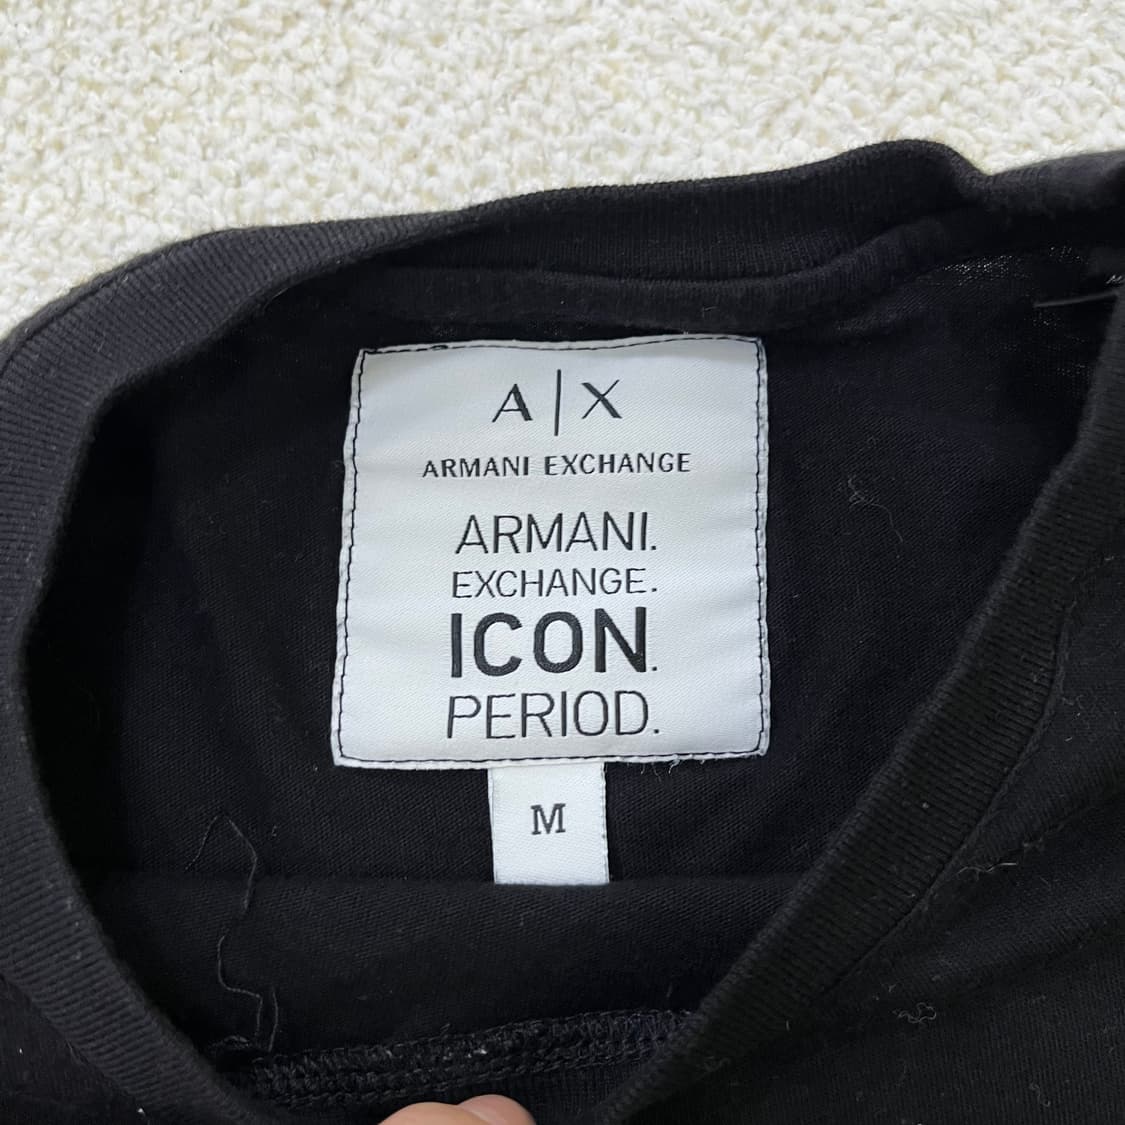 A|X
ARMANI EXCHANGE
ARMANI.
EXCHANGE.
ICON.
PERIOD.
M